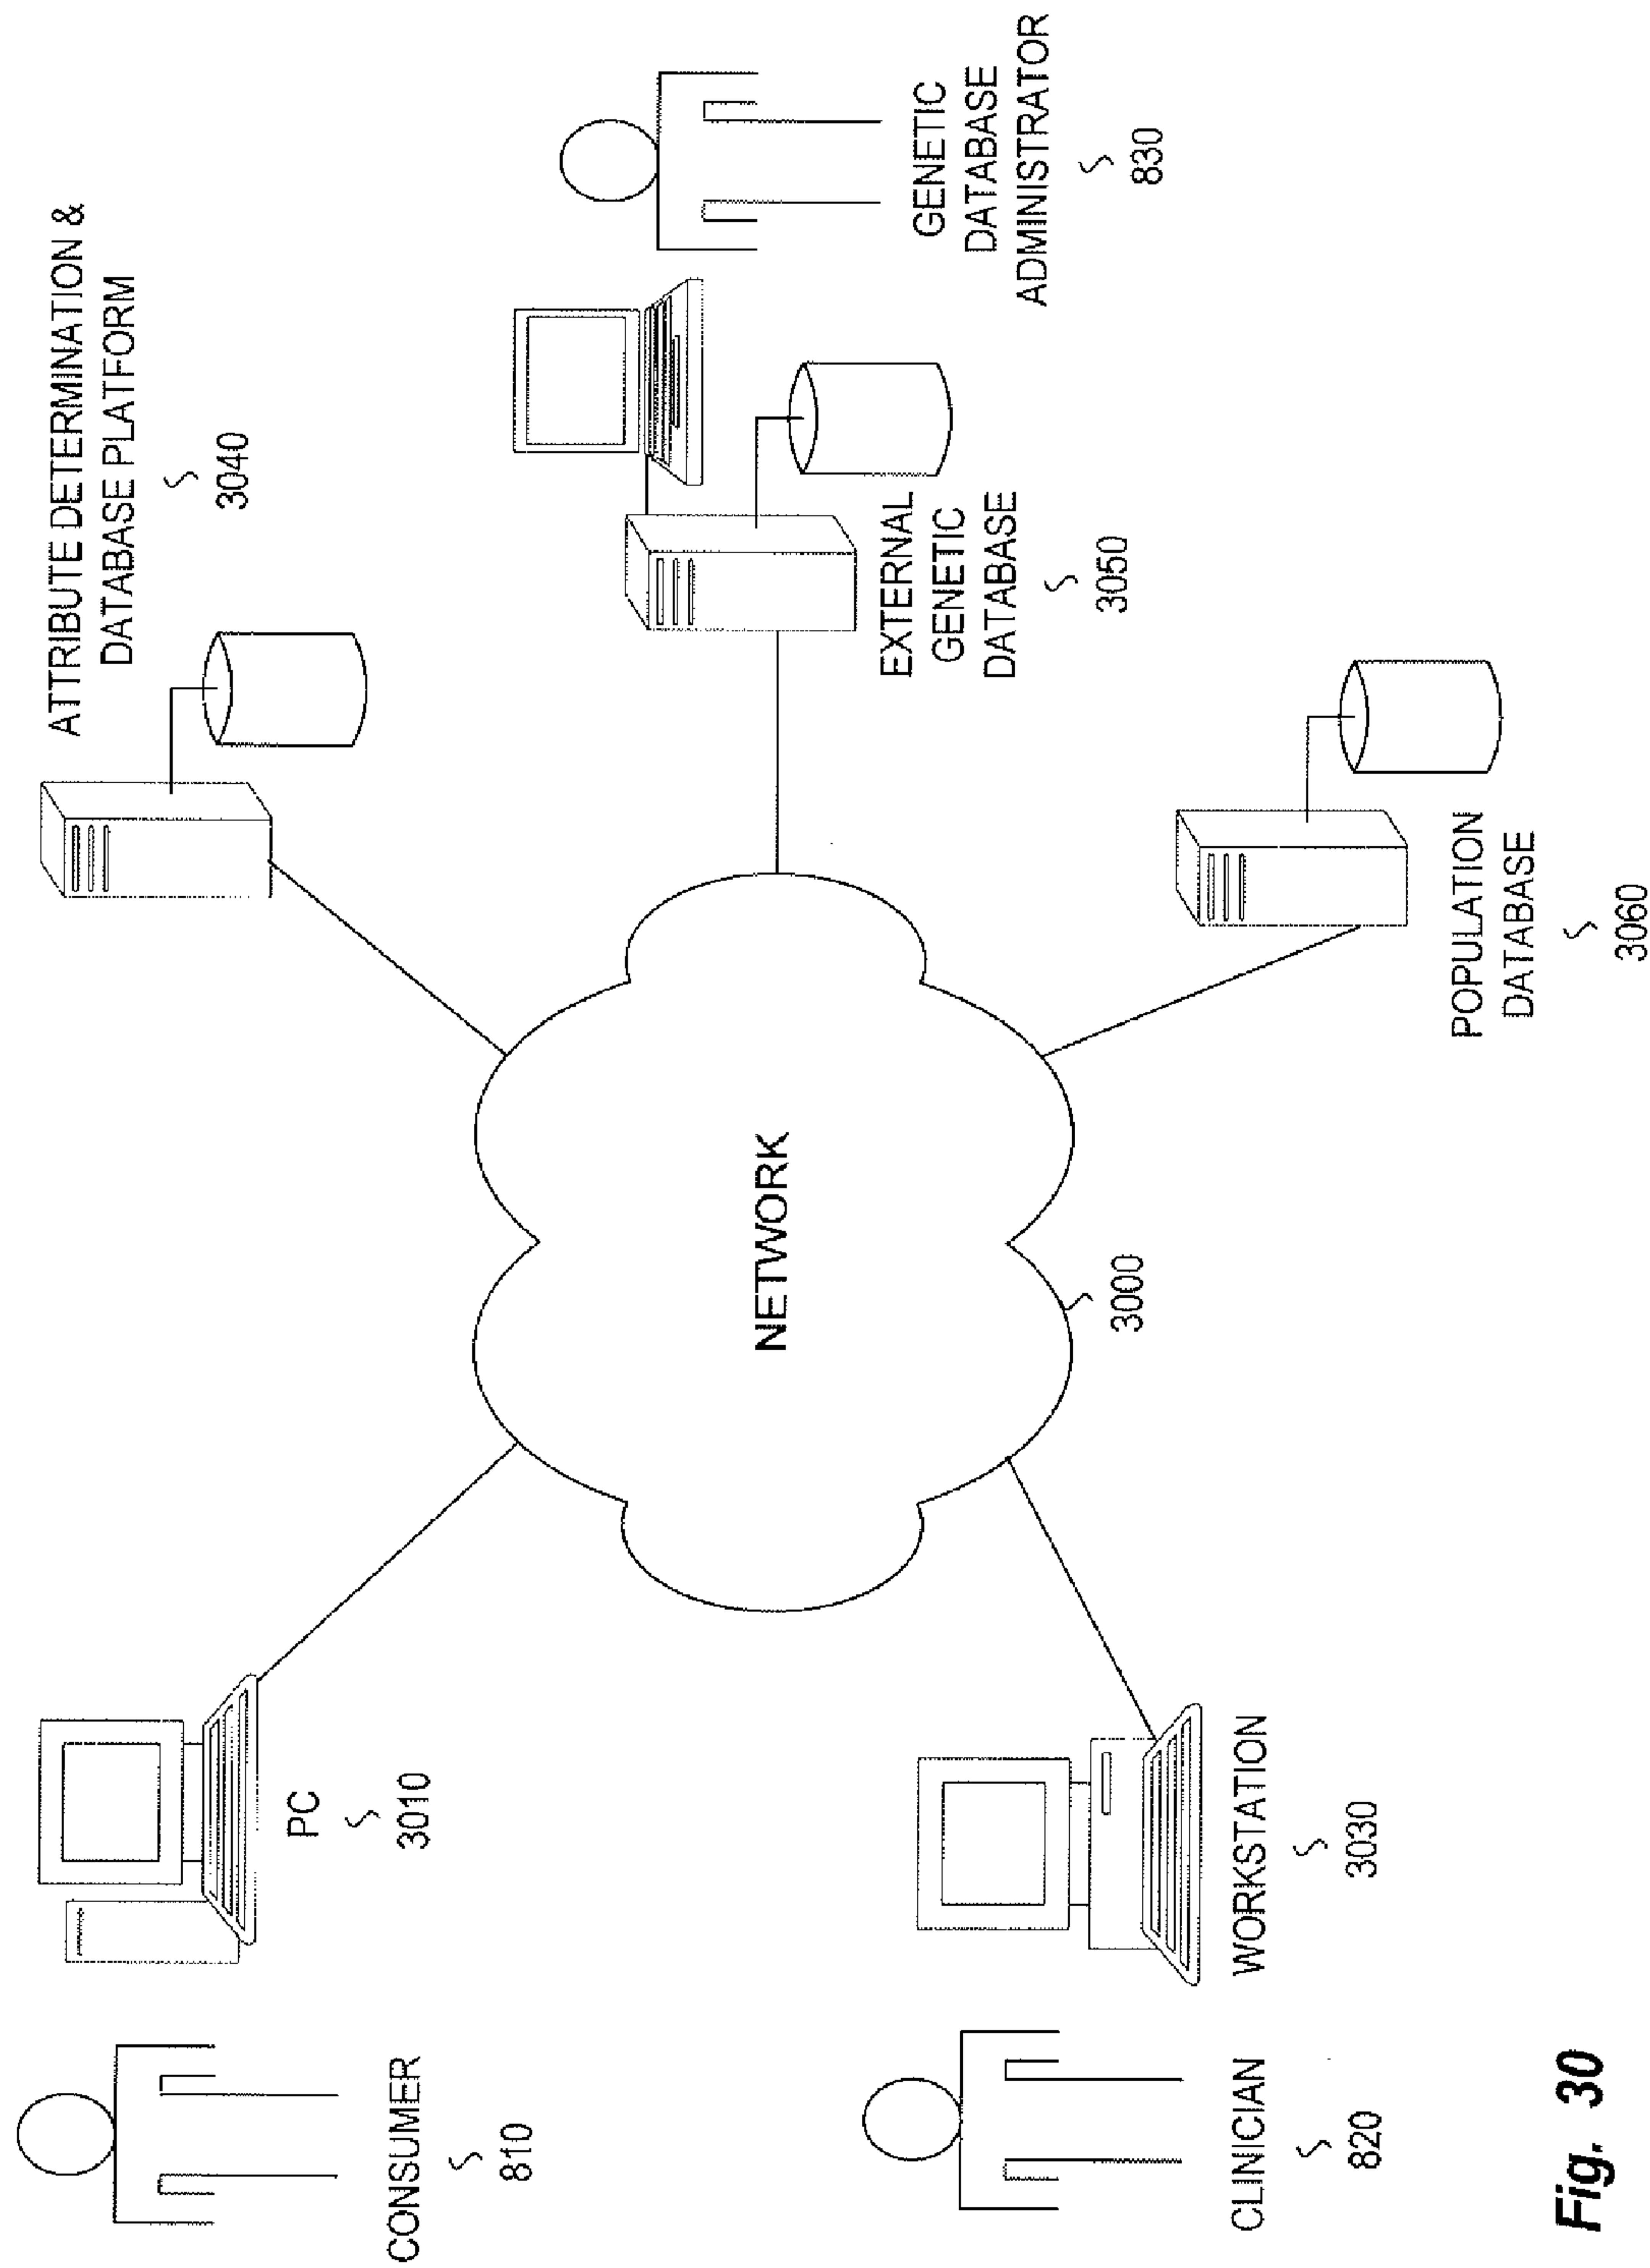 CONSUMER
810
PC
3010
ATTRIBUTE DETERMINATION &
DATABASE PLATFORM
3040
NETWORK
3000
EXTERNAL
GENETIC
DATABASE
3050
GENETIC
DATABASE
ADMINISTRATOR
830
CLINICIAN
820
WORKSTATION
3030
POPULATION
DATABASE
3060
Fig. 30